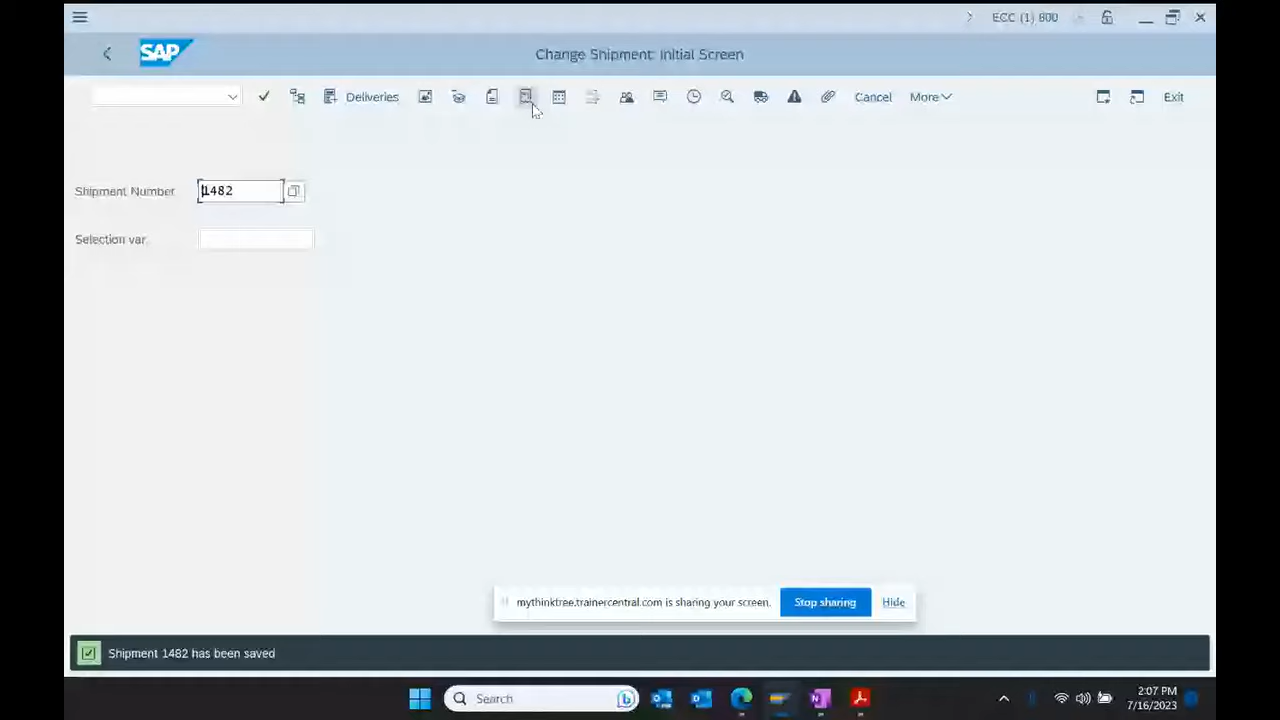 ECC (1) 800
SAP
Change Shipment: Initial Screen
Deliveries
Cancel
More
Exit
Shipment Number
1482
Selection var.
mythinktree.trainercentral.com is sharing your screen.
Stop sharing
Hide
Shipment 1482 has been saved
Search
2:07 PM
7/16/2023